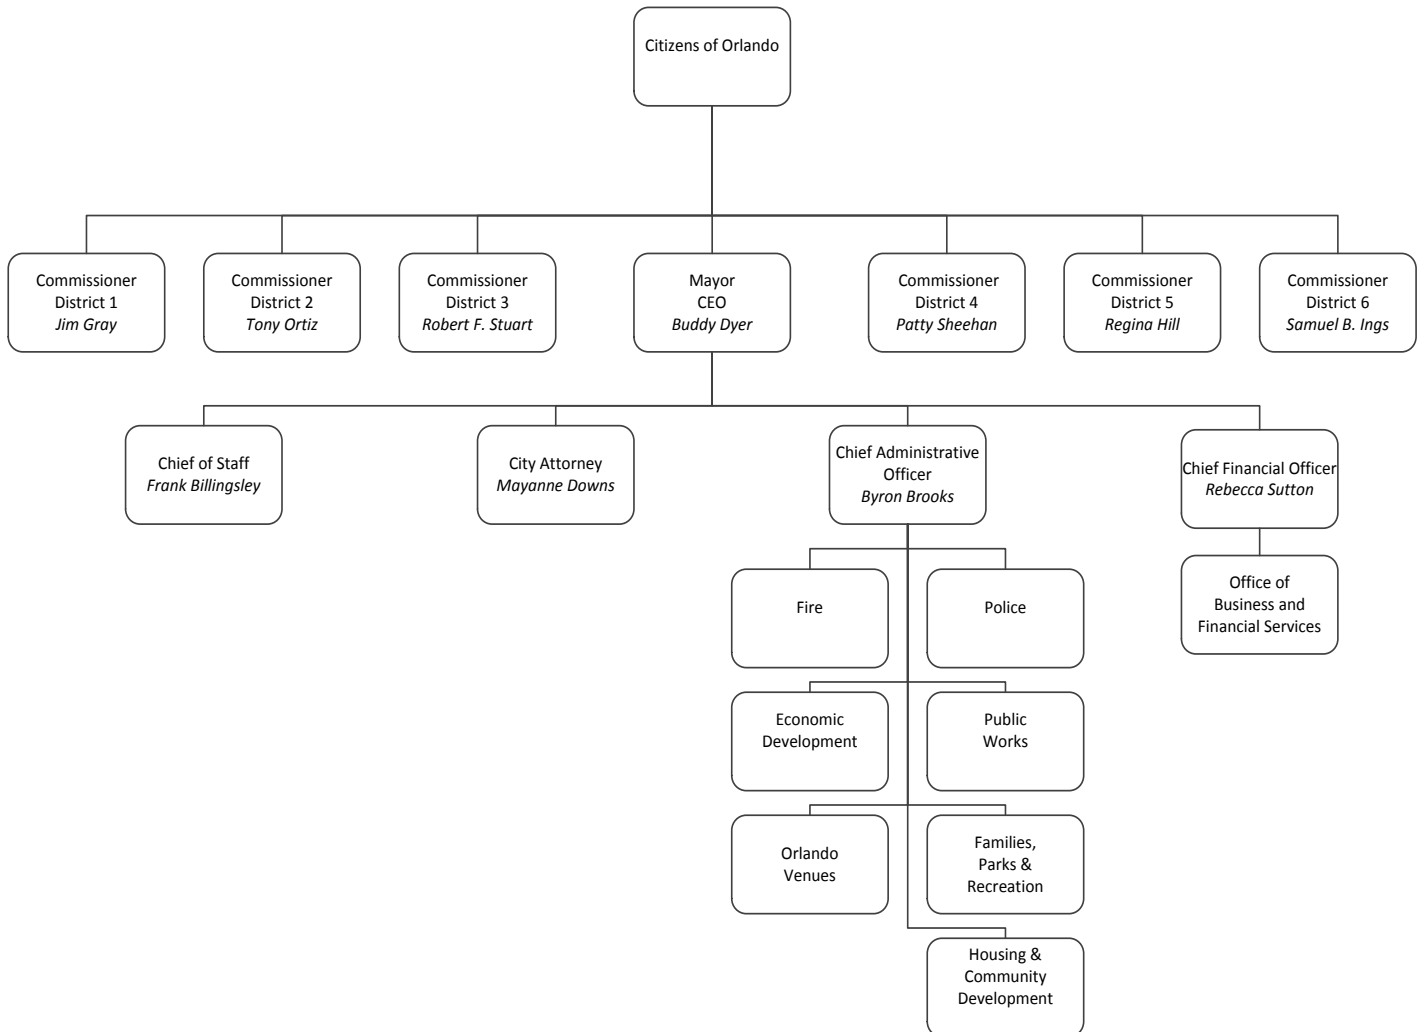 Citizens of Orlando
Commissioner
District 1
Jim Gray
Commissioner
District 2
Tony Ortiz
Commissioner
District 3
Robert F. Stuart
Mayor
CEO
Buddy Dyer
Commissioner
District 4
Patty Sheehan
Commissioner
District 5
Regina Hill
Commissioner
District 6
Samuel B. Ings
Chief of Staff
Frank Billingsley
City Attorney
Mayanne Downs
Chief Administrative
Officer
Byron Brooks
Chief Financial Officer
Rebecca Sutton
Fire
Police
Office of
Business and
Financial Services
Economic
Development
Public
Works
Orlando
Venues
Families,
Parks &
Recreation
Housing &
Community
Development